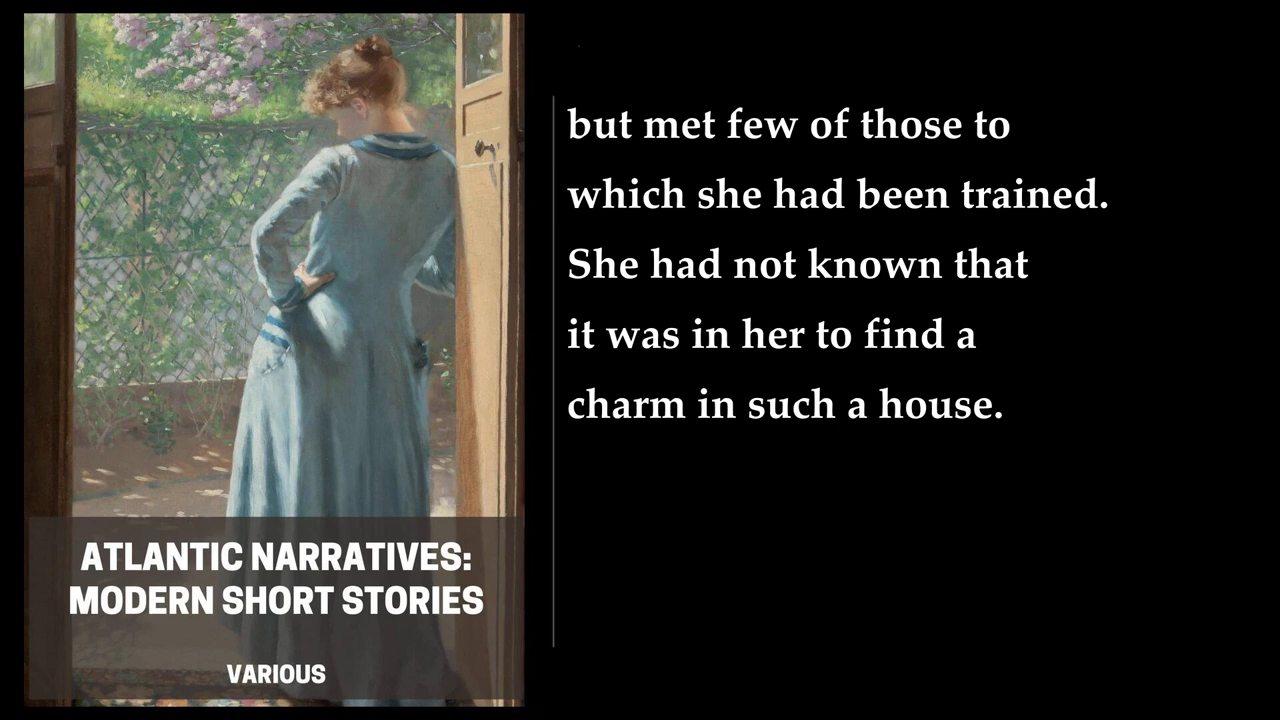 but met few of those to
which she had been trained.
She had not known that
it was in her to find a
charm in such a house.
ATLANTIC NARRATIVES:
MODERN SHORT STORIES
VARIOUS